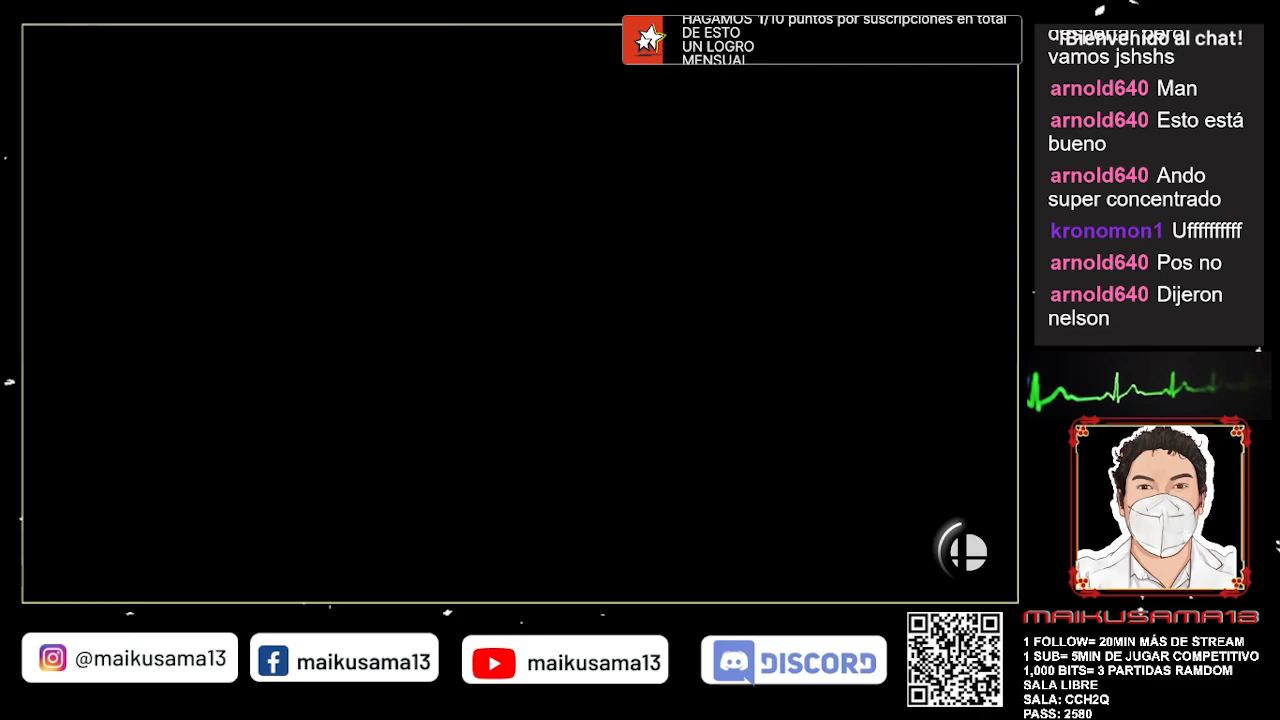 HAGAMOS 1/10 puntos por suscripciones en total
DE ESTO
UN LOGRO
MENSUAL
¡Bienvenido al chat!
vamos jshshs
arnold640 Man
arnold640 Esto está
bueno
arnold640 Ando
super concentrado
kronomon1 Uffffffffff
arnold640 Pos no
arnold640 Dijeron
nelson
@maikusama13
maikusama13
maikusama13
DISCORD
MAIKUSAMA13
1 FOLLOW= 20MIN MÁS DE STREAM
1 SUB= 5MIN DE JUGAR COMPETITIVO
1,000 BITS= 3 PARTIDAS RAMDOM
SALA LIBRE
SALA: CCH2Q
PASS: 2580